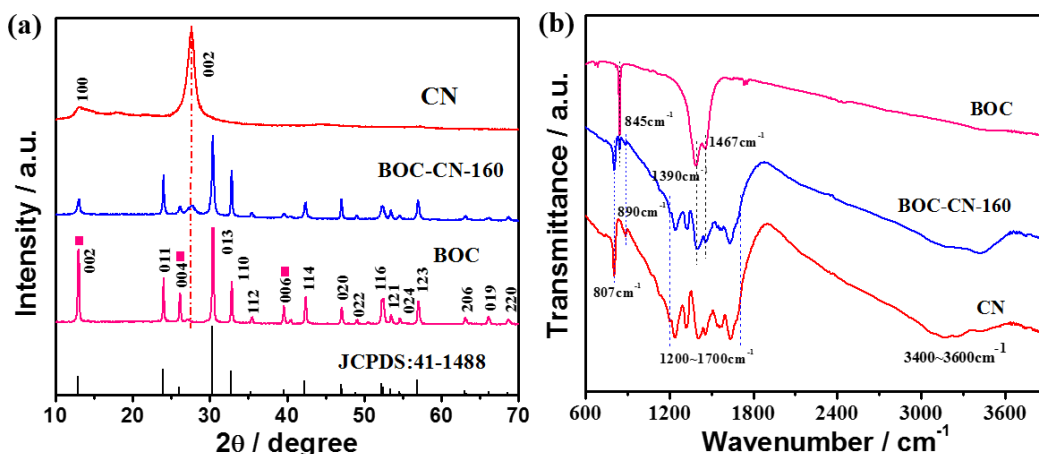 (a)
Intensity / a.u.
100
002
CN
BOC-CN-160
BOC
002
011
004
013
110
112
006
114
020
022
116
121
024
123
206
019
220
JCPDS:41-1488
10 20 30 40 50 60 70
2θ / degree
(b)
Transmittance / a.u.
BOC
845cm⁻¹
1467cm⁻¹
1390cm⁻¹
BOC-CN-160
890cm⁻¹
807cm⁻¹
CN
1200~1700cm⁻¹
3400~3600cm⁻¹
600 1200 1800 2400 3000 3600
Wavenumber / cm⁻¹